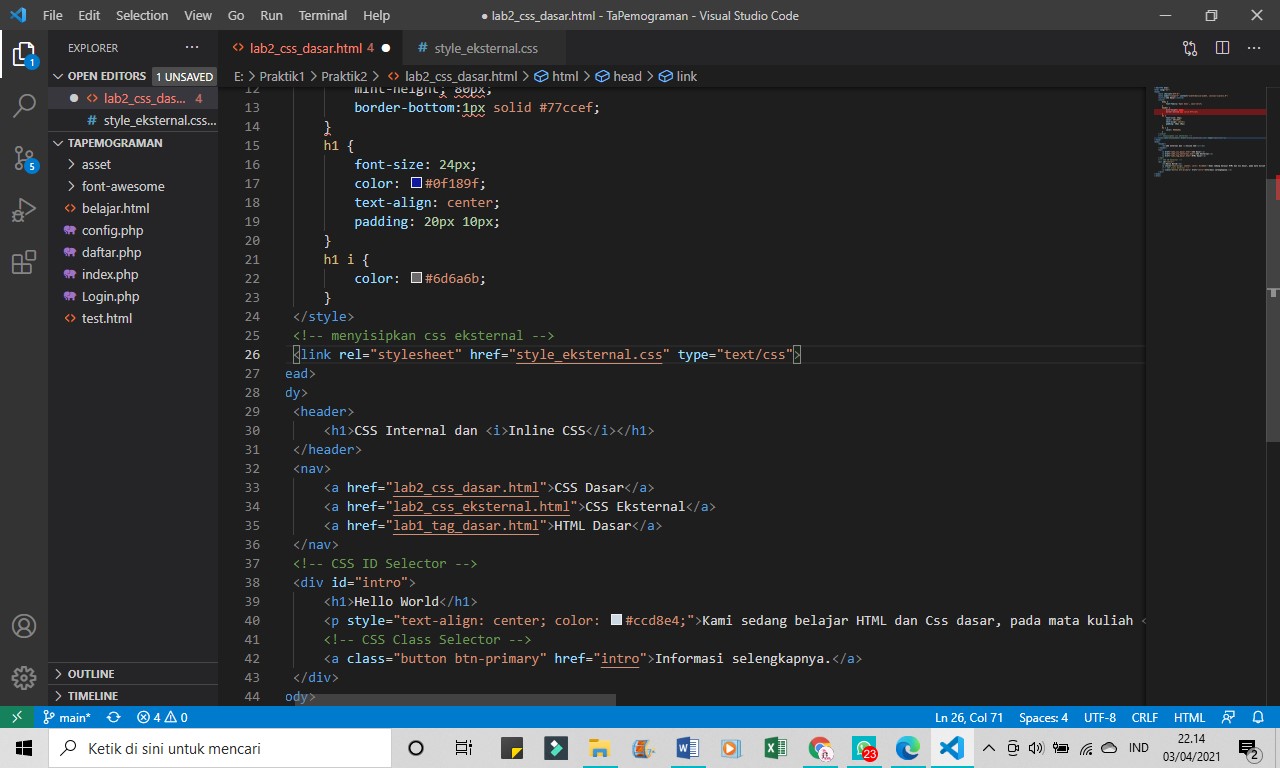 File Edit Selection View Go Run Terminal Help
● lab2_css_dasar.html - TaPemograman - Visual Studio Code
EXPLORER ···
OPEN EDITORS 1 UNSAVED
● <> lab2_css_das... 4
# style_eksternal.css...
TAPEMOGRAMAN
asset
font-awesome
<> belajar.html
config.php
daftar.php
index.php
Login.php
<> test.html
OUTLINE
TIMELINE
1
5
<> lab2_css_dasar.html 4 ●
# style_eksternal.css
E: > Praktik1 > Praktik2 > <> lab2_css_dasar.html > html > head > link
12 mint-height; 80px;
13 border-bottom:1px solid #77ccef;
14 }
15 h1 {
16 font-size: 24px;
17 color: #0f189f;
18 text-align: center;
19 padding: 20px 10px;
20 }
21 h1 i {
22 color: #6d6a6b;
23 }
24 </style>
25 <!-- menyisipkan css eksternal -->
26 <link rel="stylesheet" href="style_eksternal.css" type="text/css">
27 ead>
28 dy>
29 <header>
30 <h1>CSS Internal dan <i>Inline CSS</i></h1>
31 </header>
32 <nav>
33 <a href="lab2_css_dasar.html">CSS Dasar</a>
34 <a href="lab2_css_eksternal.html">CSS Eksternal</a>
35 <a href="lab1_tag_dasar.html">HTML Dasar</a>
36 </nav>
37 <!-- CSS ID Selector -->
38 <div id="intro">
39 <h1>Hello World</h1>
40 <p style="text-align: center; color: #ccd8e4;">Kami sedang belajar HTML dan Css dasar, pada mata kuliah <
41 <!-- CSS Class Selector -->
42 <a class="button btn-primary" href="intro">Informasi selengkapnya.</a>
43 </div>
44 ody>
main* 4 0
Ln 26, Col 71 Spaces: 4 UTF-8 CRLF HTML
Ketik di sini untuk mencari
23
IND
22.14
03/04/2021
2